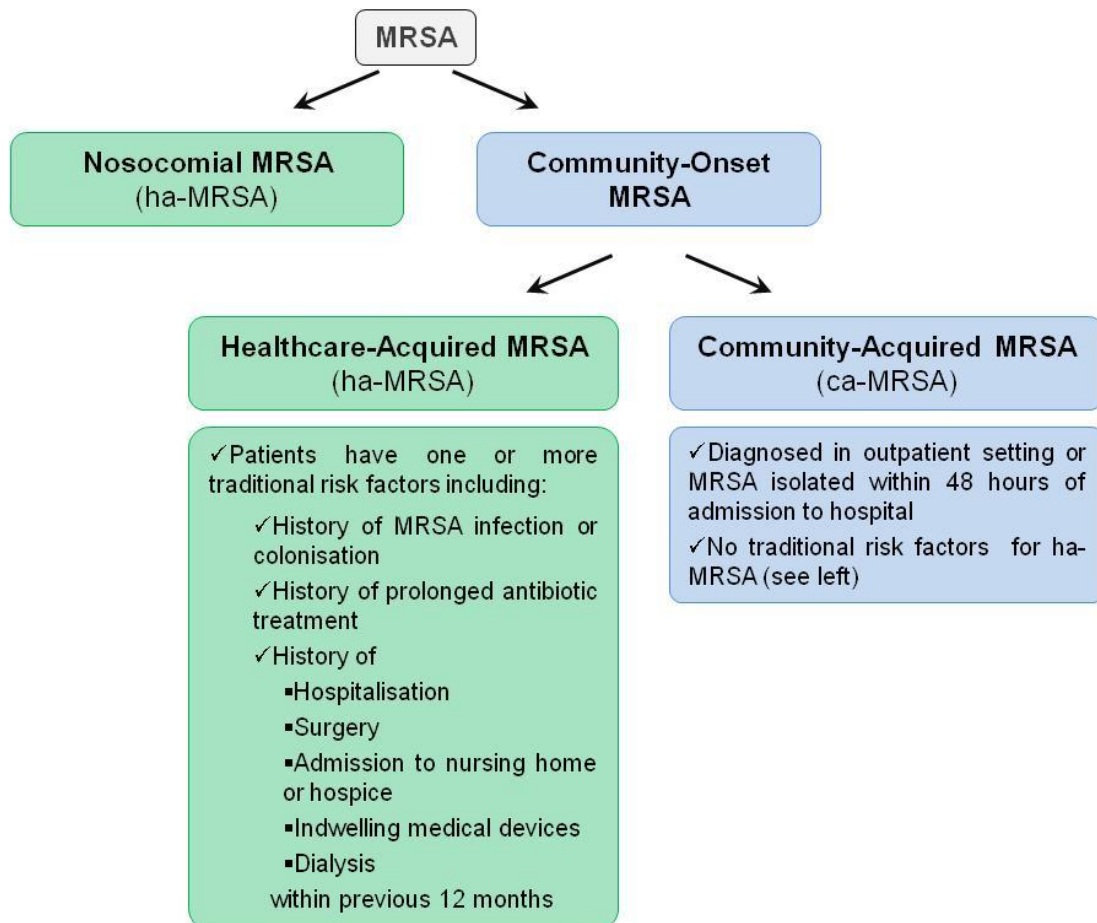 MRSA
Nosocomial MRSA
(ha-MRSA)
Community-Onset
MRSA
Healthcare-Acquired MRSA
(ha-MRSA)
✓Patients have one or more
traditional risk factors including:
✓History of MRSA infection or
colonisation
✓History of prolonged antibiotic
treatment
✓History of
▪Hospitalisation
▪Surgery
▪Admission to nursing home
or hospice
▪Indwelling medical devices
▪Dialysis
within previous 12 months
Community-Acquired MRSA
(ca-MRSA)
✓Diagnosed in outpatient setting or
MRSA isolated within 48 hours of
admission to hospital
✓No traditional risk factors for ha-
MRSA (see left)